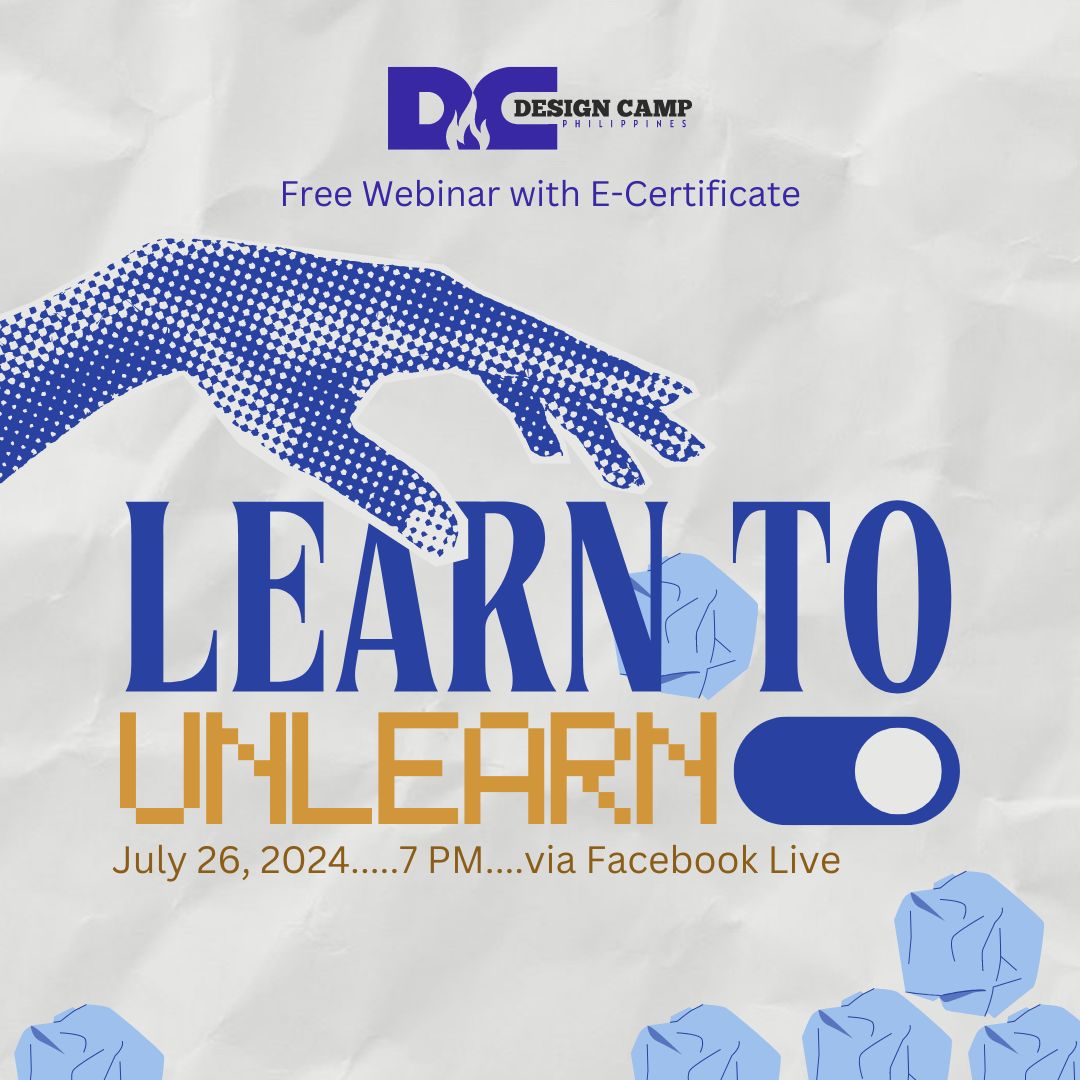 DC DESIGN CAMP
PHILIPPINES
Free Webinar with E-Certificate
LEARN TO
UNLEARN
July 26, 2024.....7 PM....via Facebook Live